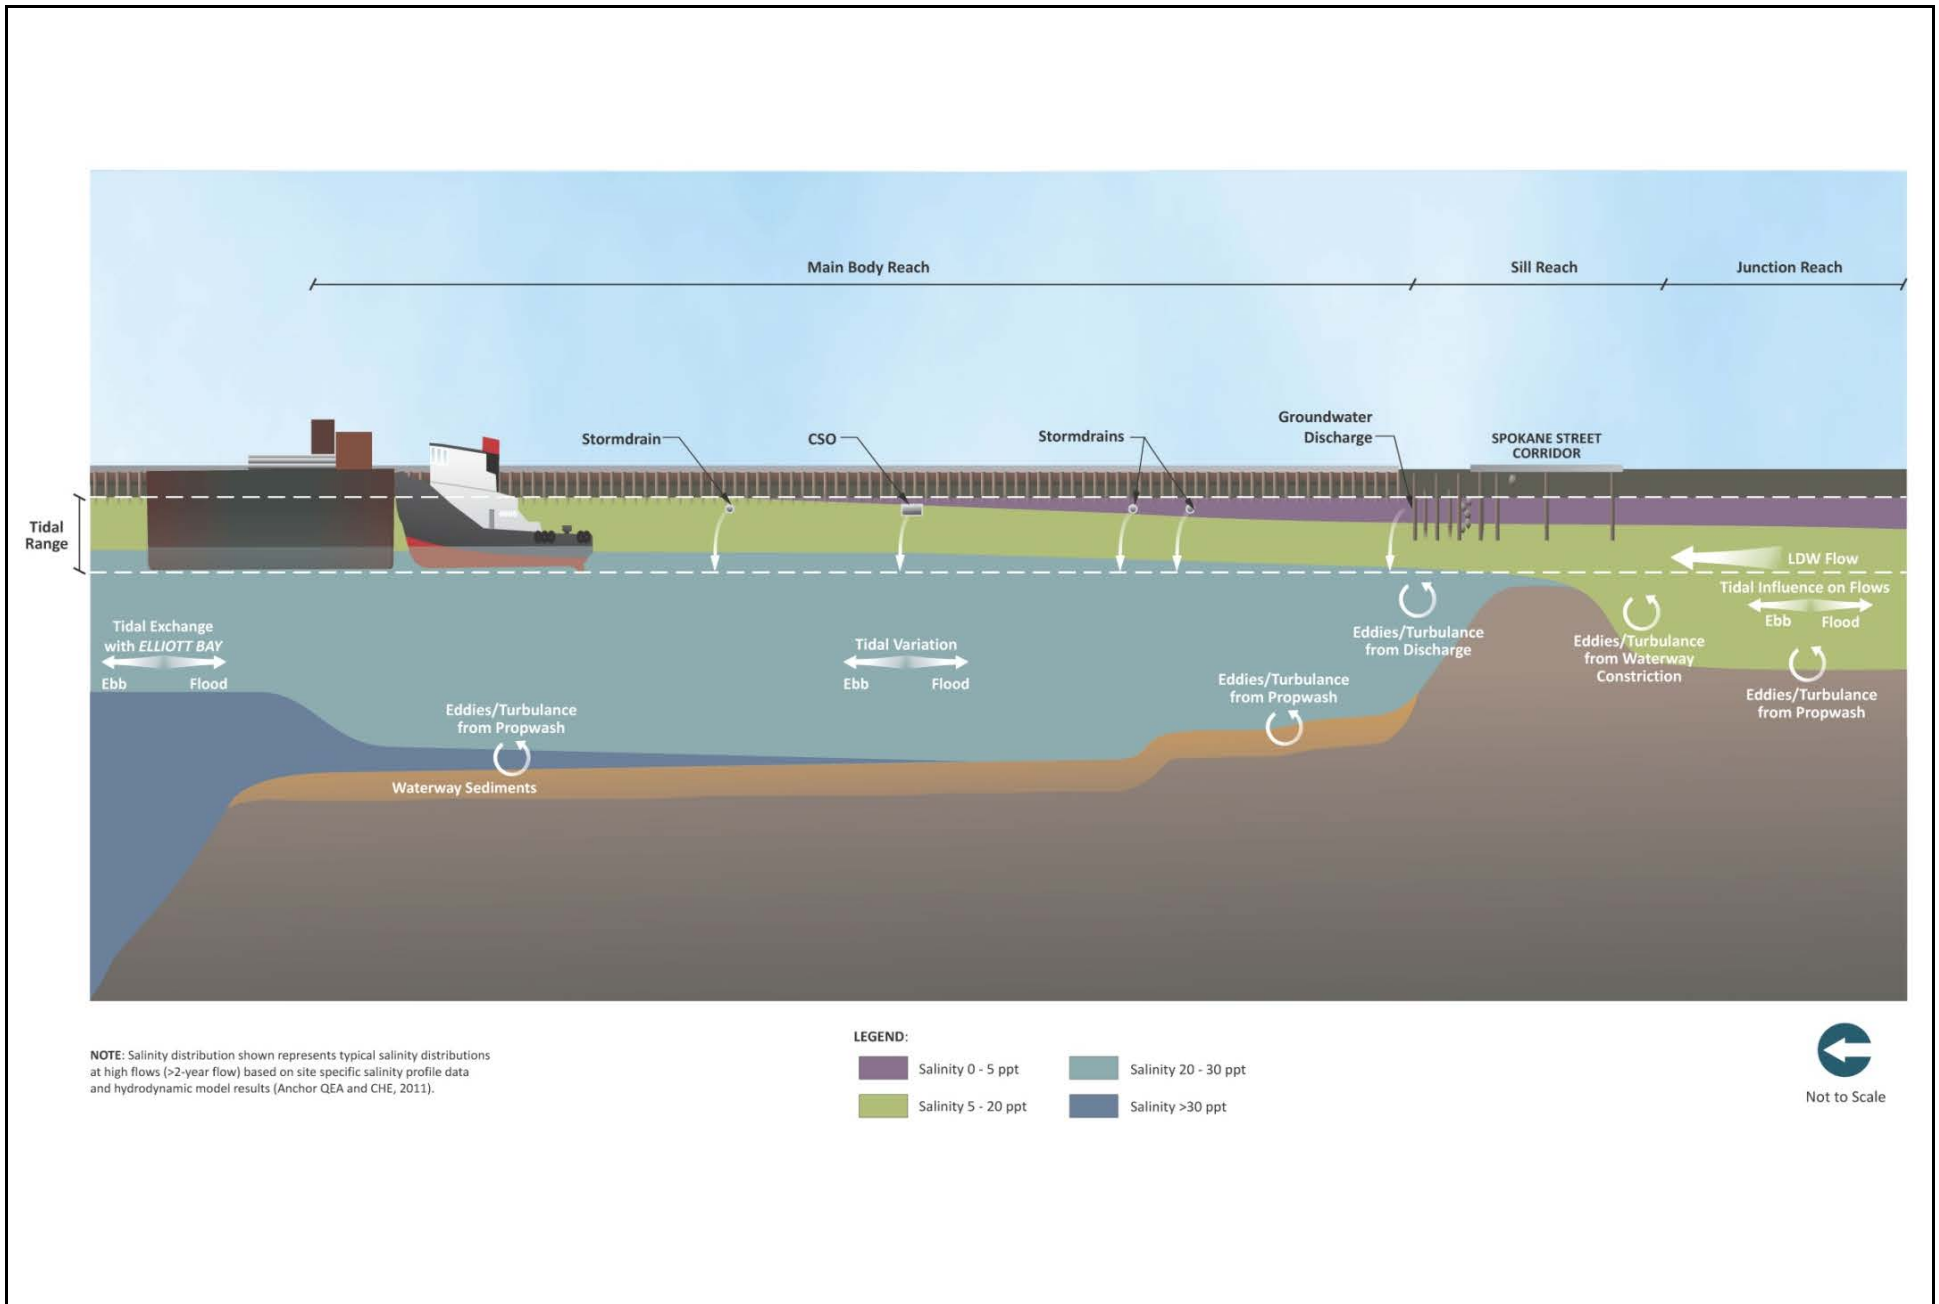 Main Body Reach
Sill Reach
Junction Reach
Groundwater
Discharge
Stormdrain
CSO
Stormdrains
SPOKANE STREET
CORRIDOR
Tidal
Range
LDW Flow
Tidal Influence on Flows
Ebb Flood
Tidal Exchange
with ELLIOTT BAY
Ebb Flood
Tidal Variation
Ebb Flood
Eddies/Turbulance
from Discharge
Eddies/Turbulance
from Waterway
Constriction
Eddies/Turbulance
from Propwash
Eddies/Turbulance
from Propwash
Eddies/Turbulance
from Propwash
Waterway Sediments
NOTE: Salinity distribution shown represents typical salinity distributions
at high flows (>2-year flow) based on site specific salinity profile data
and hydrodynamic model results (Anchor QEA and CHE, 2011).
LEGEND:
Salinity 0 - 5 ppt
Salinity 20 - 30 ppt
Salinity 5 - 20 ppt
Salinity >30 ppt
Not to Scale